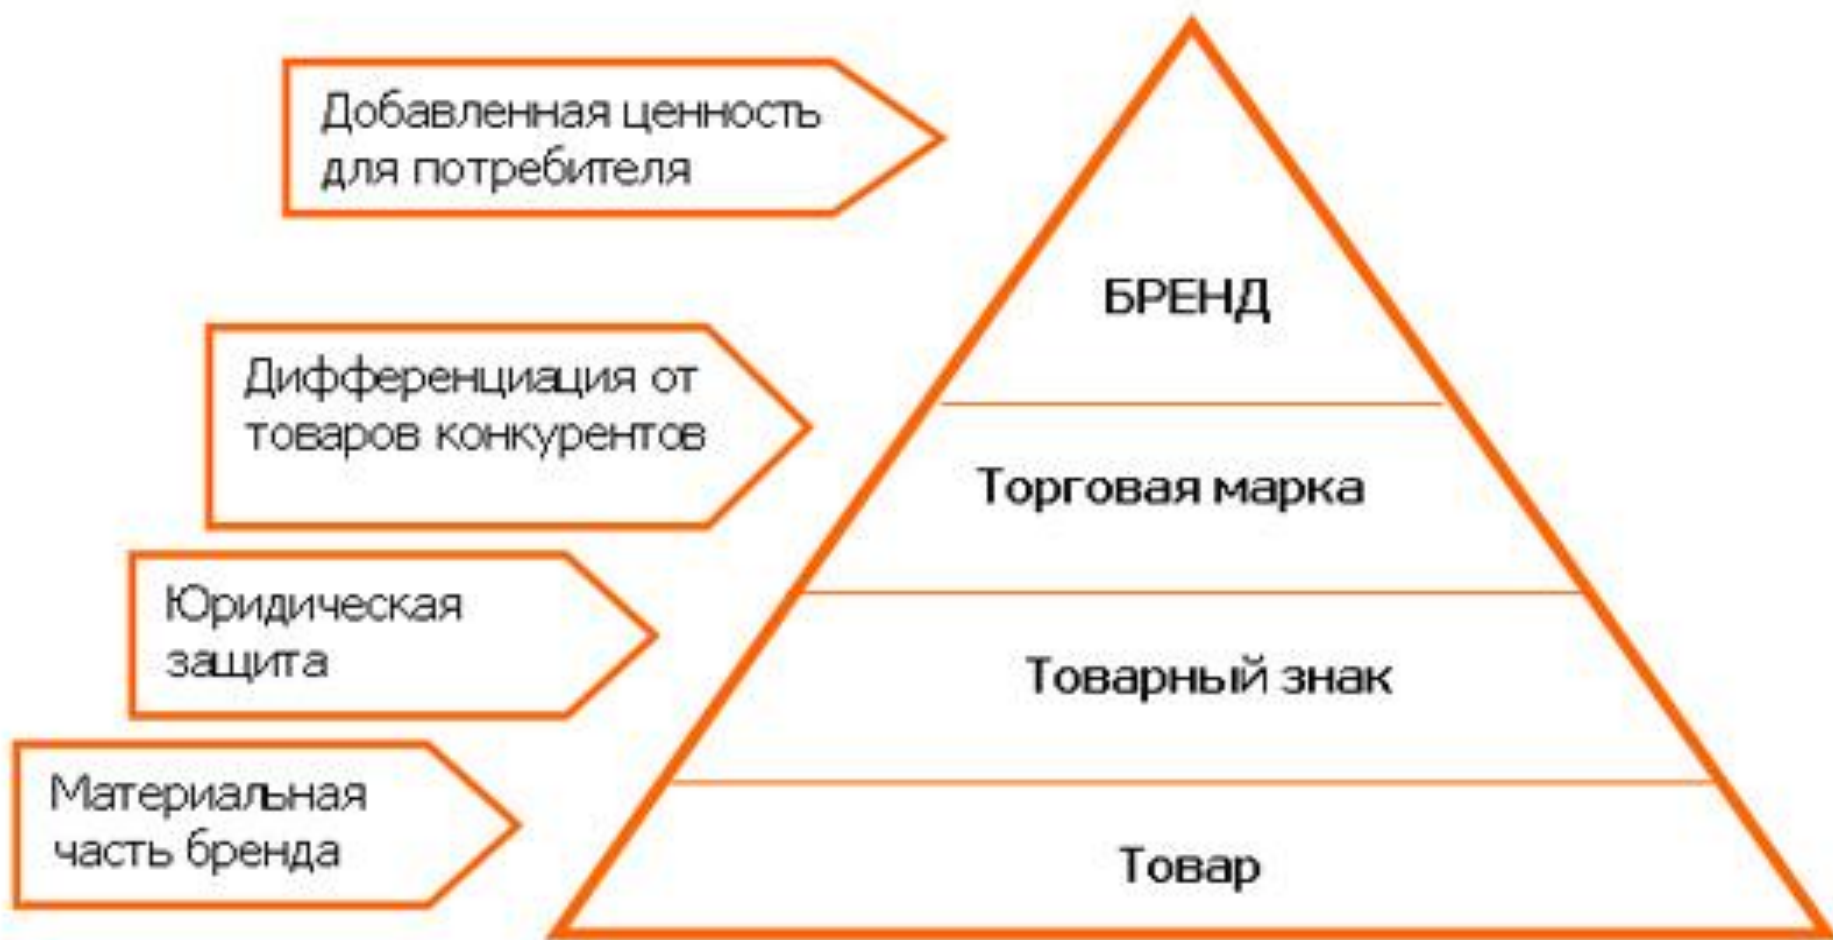 Добавленная ценность
для потребителя
БРЕНД
Дифференциация от
товаров конкурентов
Торговая марка
Юридическая
защита
Товарный знак
Материальная
часть бренда
Товар